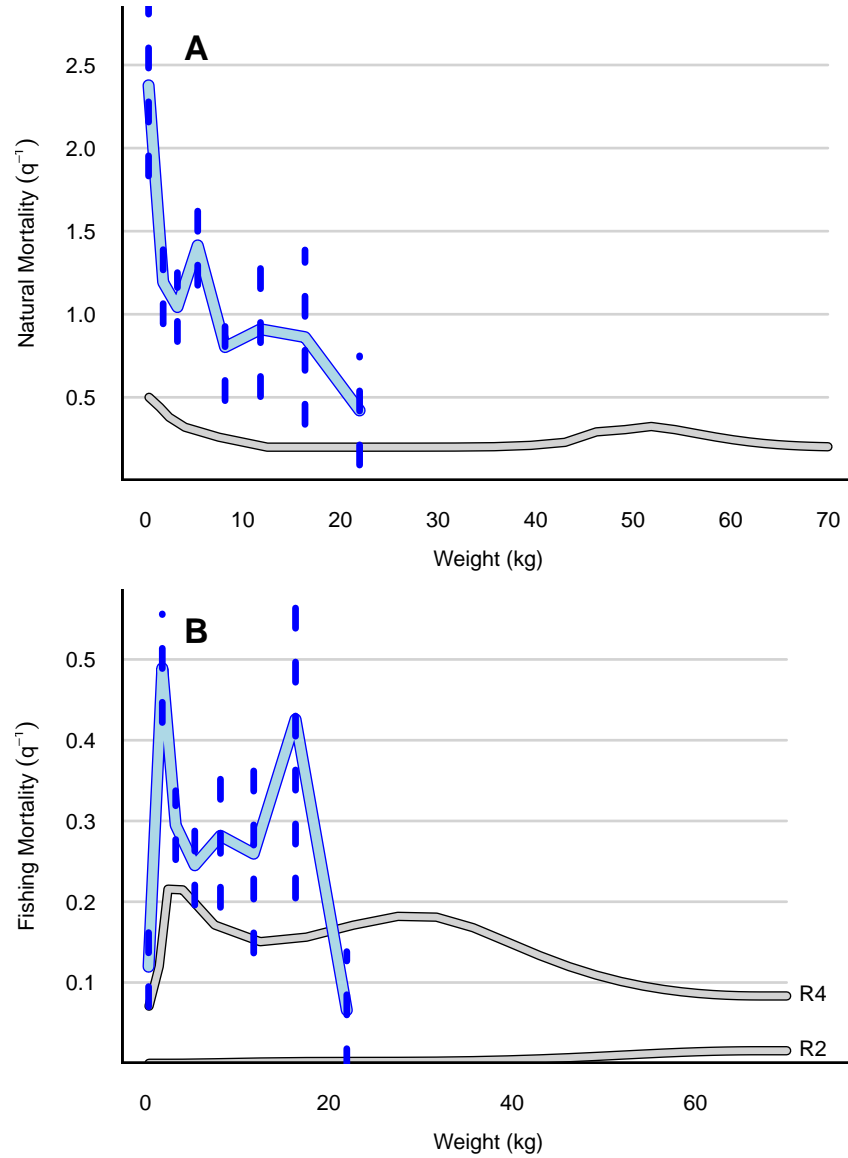 A
2.5
2.0
1.5
1.0
0.5
Natural Mortality (q⁻¹)
0 10 20 30 40 50 60 70
Weight (kg)
B
0.5
0.4
0.3
0.2
0.1
Fishing Mortality (q⁻¹)
R4
R2
0 20 40 60
Weight (kg)